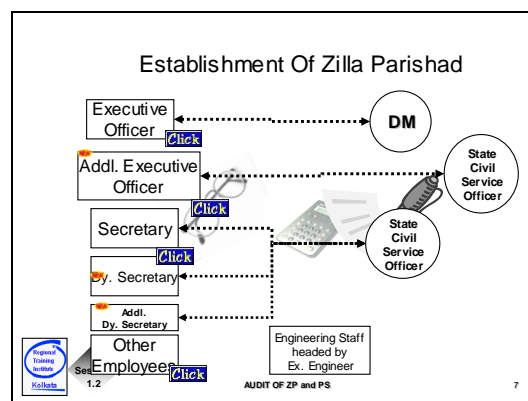 Establishment Of Zilla Parishad
Executive
Officer
Click
DM
Addl. Executive
Officer
Click
State
Civil
Service
Officer
Secretary
Click
State
Civil
Service
Officer
Dy. Secretary
Addl.
Dy. Secretary
Other
Employees
Click
Engineering Staff
headed by
Ex. Engineer
Regional
Training
Institute
Kolkata
1.2
AUDIT OF ZP and PS
7